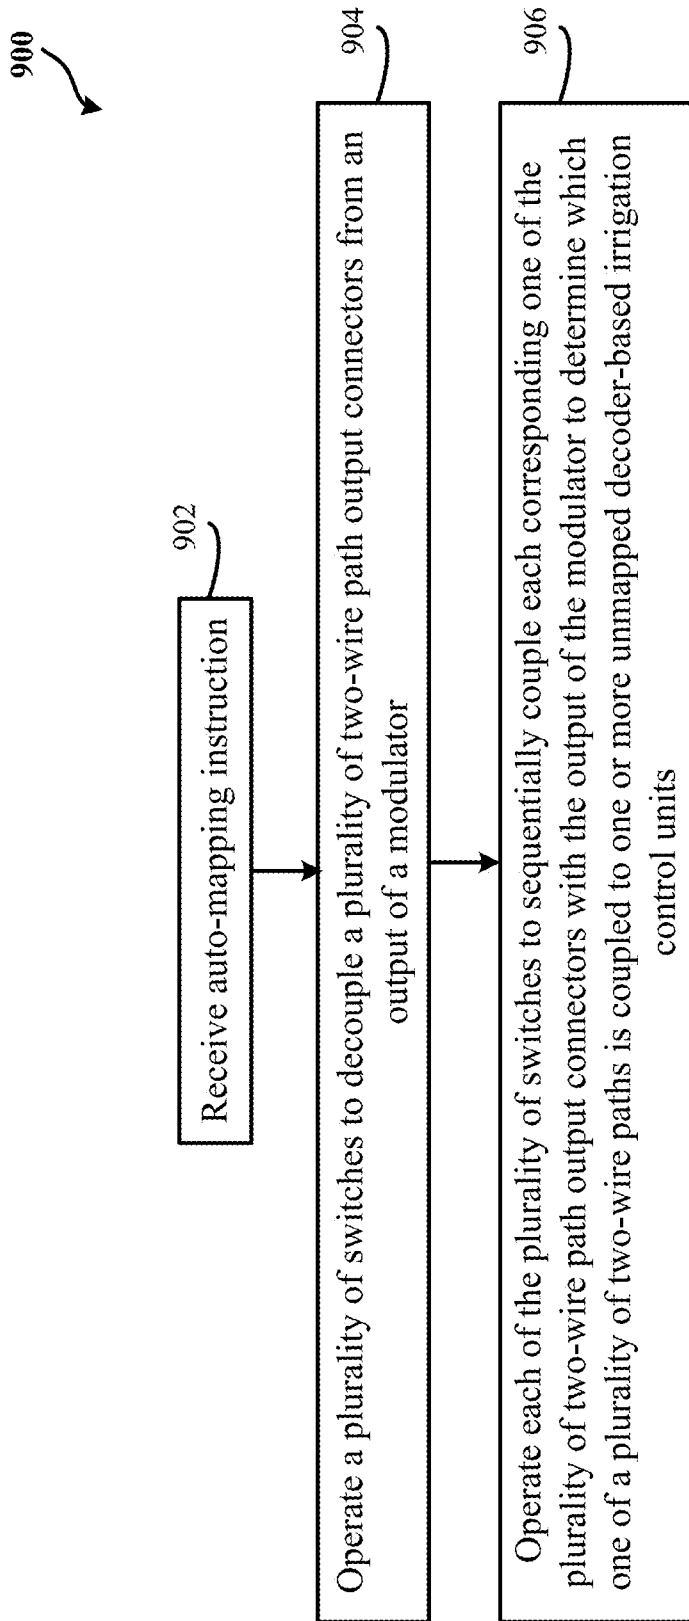 900
902
Receive auto-mapping instruction
904
Operate a plurality of switches to decouple a plurality of two-wire path output connectors from an
output of a modulator
906
Operate each of the plurality of switches to sequentially couple each corresponding one of the
plurality of two-wire path output connectors with the output of the modulator to determine which
one of a plurality of two-wire paths is coupled to one or more unmapped decoder-based irrigation
control units